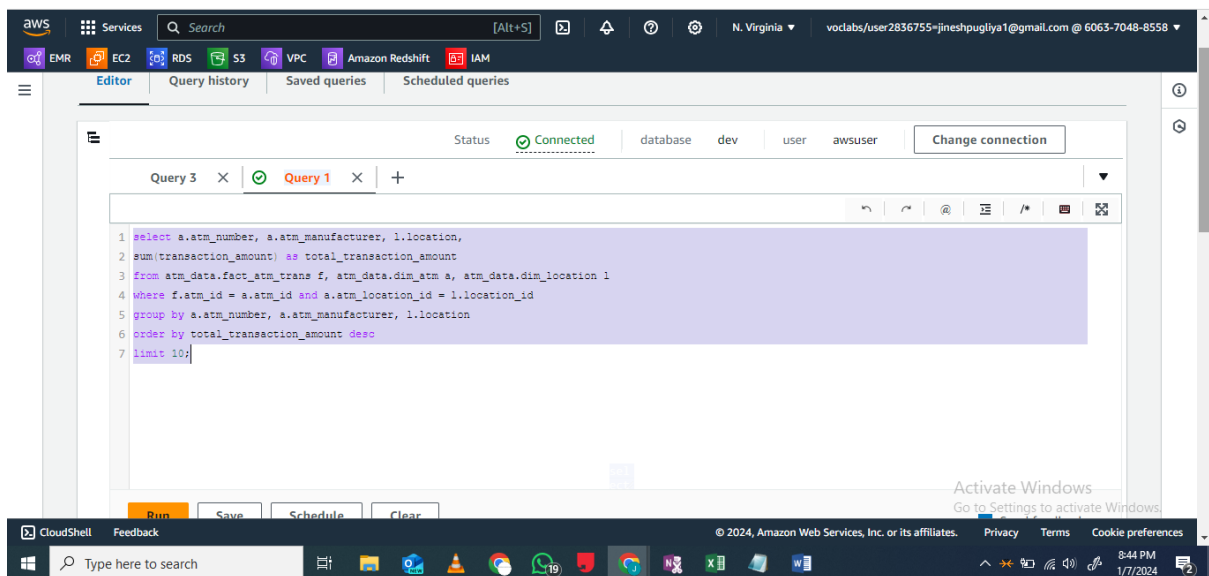 aws Services Search [Alt+S] N. Virginia ▼ voclabs/user2836755=jineshpugliya1@gmail.com @ 6063-7048-8558 ▼
EMR EC2 RDS S3 VPC Amazon Redshift IAM
Editor Query history Saved queries Scheduled queries
Status Connected database dev user awsuser Change connection
Query 3 Query 1
1 select a.atm_number, a.atm_manufacturer, l.location,
2 sum(transaction_amount) as total_transaction_amount
3 from atm_data.fact_atm_trans f, atm_data.dim_atm a, atm_data.dim_location l
4 where f.atm_id = a.atm_id and a.atm_location_id = l.location_id
5 group by a.atm_number, a.atm_manufacturer, l.location
6 order by total_transaction_amount desc
7 limit 10;
Activate Windows
Run Save Schedule Clear Go to Settings to activate Windows.
CloudShell Feedback © 2024, Amazon Web Services, Inc. or its affiliates. Privacy Terms Cookie preferences
Type here to search 19 8:44 PM
1/7/2024 2